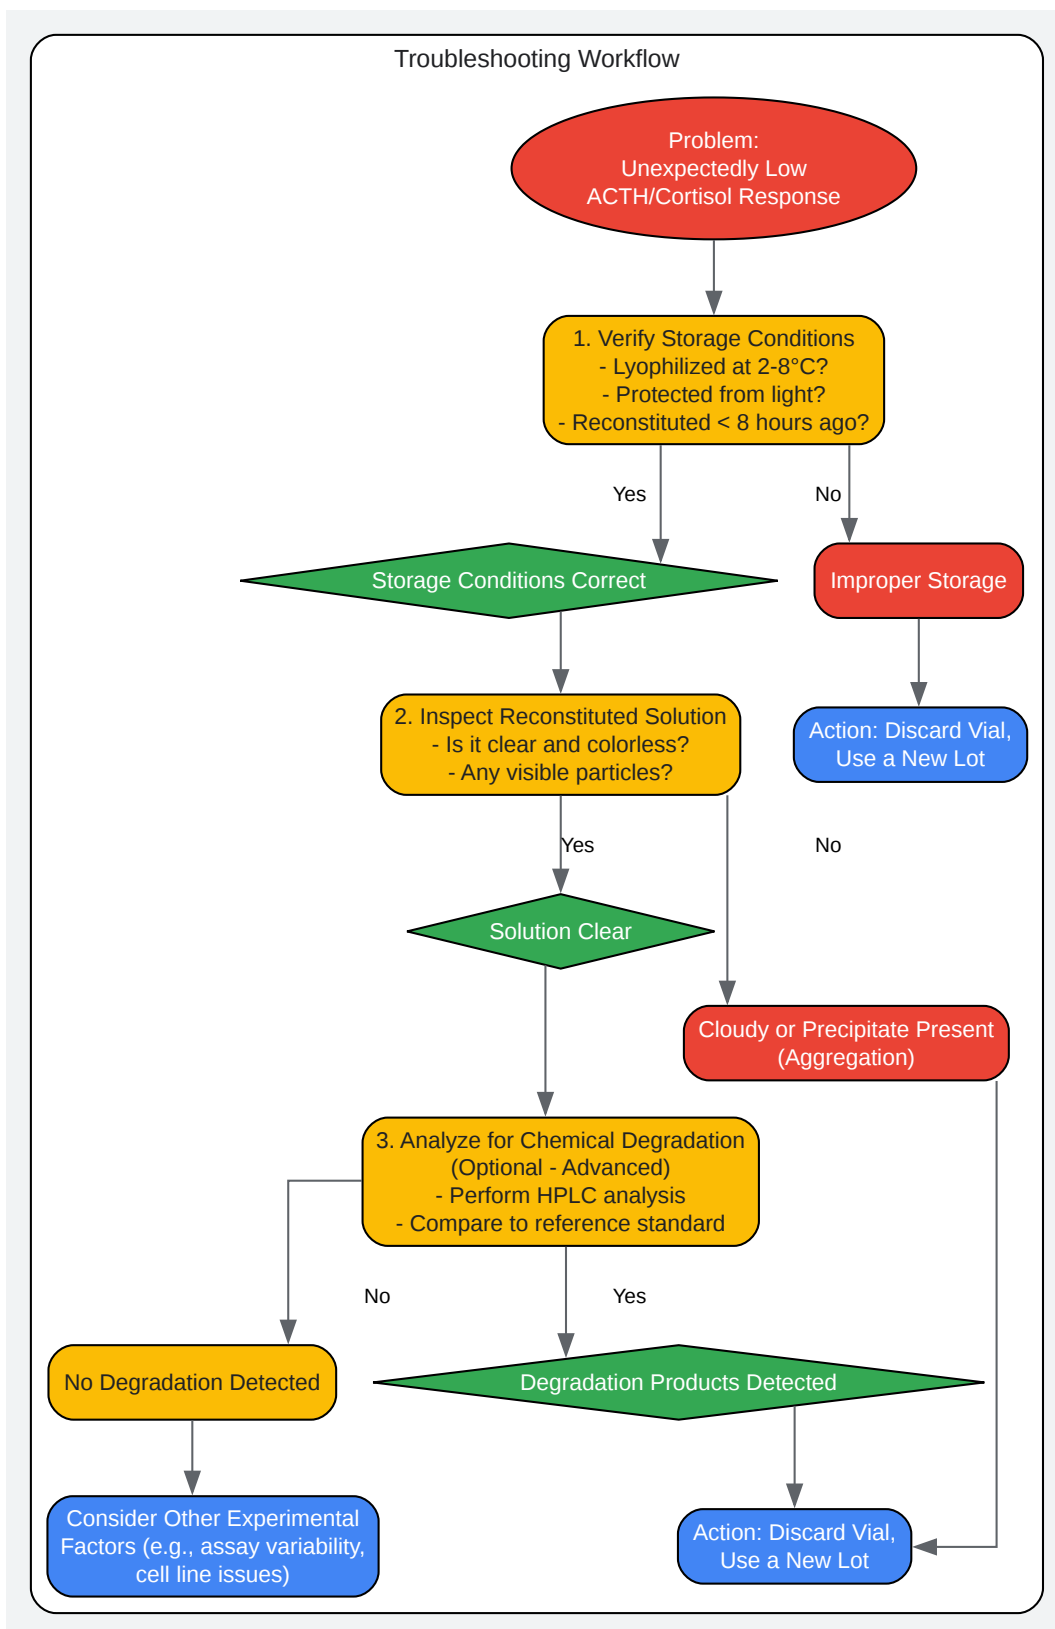 Troubleshooting Workflow
Problem:
Unexpectedly Low
ACTH/Cortisol Response
1. Verify Storage Conditions
- Lyophilized at 2-8°C?
- Protected from light?
- Reconstituted < 8 hours ago?
Yes
No
Storage Conditions Correct
Improper Storage
2. Inspect Reconstituted Solution
- Is it clear and colorless?
- Any visible particles?
Action: Discard Vial,
Use a New Lot
Yes
No
Solution Clear
Cloudy or Precipitate Present
(Aggregation)
3. Analyze for Chemical Degradation
(Optional - Advanced)
- Perform HPLC analysis
- Compare to reference standard
No
Yes
No Degradation Detected
Degradation Products Detected
Consider Other Experimental
Factors (e.g., assay variability,
cell line issues)
Action: Discard Vial,
Use a New Lot